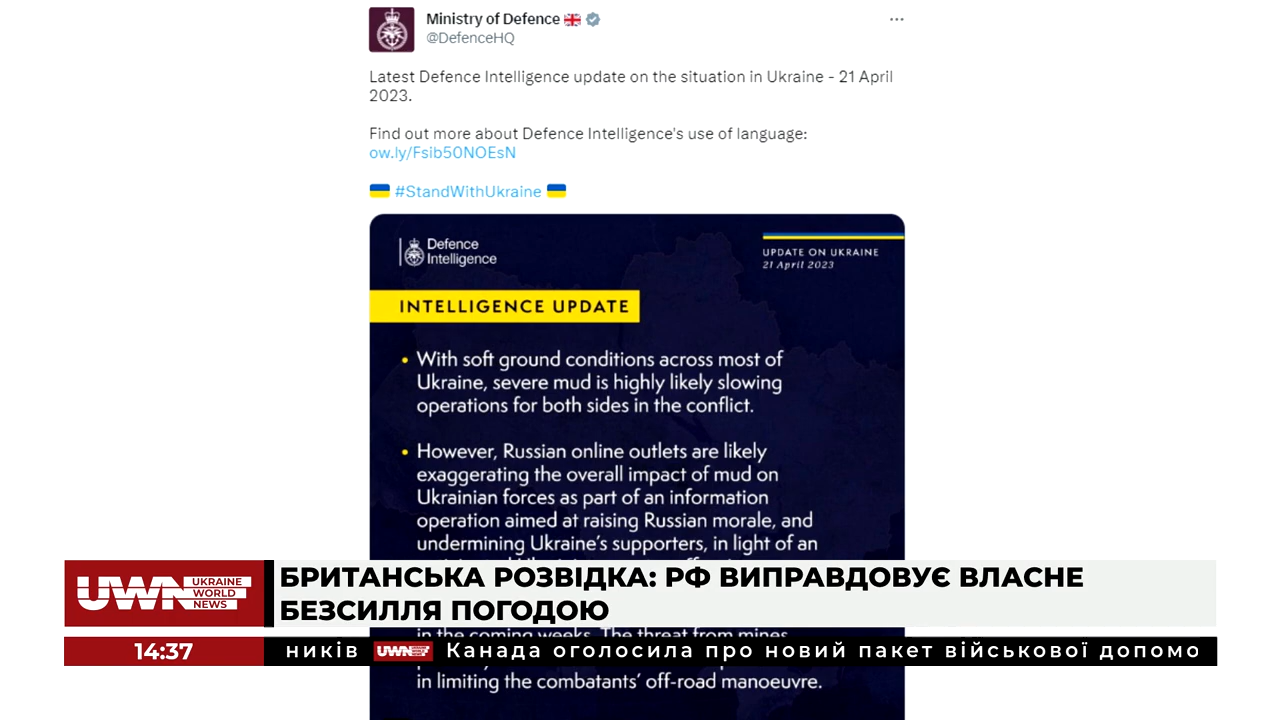 Ministry of Defence 🇬🇧
@DefenceHQ
Latest Defence Intelligence update on the situation in Ukraine - 21 April
2023.
Find out more about Defence Intelligence's use of language:
ow.ly/Fsib50NOEsN
🇺🇦 #StandWithUkraine 🇺🇦
Defence
Intelligence
UPDATE ON UKRAINE
21 April 2023
INTELLIGENCE UPDATE
• With soft ground conditions across most of
Ukraine, severe mud is highly likely slowing
operations for both sides in the conflict.
• However, Russian online outlets are likely
exaggerating the overall impact of mud on
Ukrainian forces as part of an information
operation aimed at raising Russian morale, and
undermining Ukraine's supporters, in light of an
UWN UKRAINE
WORLD
NEWS
БРИТАНСЬКА РОЗВІДКА: РФ ВИПРАВДОВУЄ ВЛАСНЕ
БЕЗСИЛЛЯ ПОГОДОЮ
in the coming weeks. The threat from mines
14:37
ників UWN Канада оголосила про новий пакет військової допомо
in limiting the combatants' off-road manoeuvre.